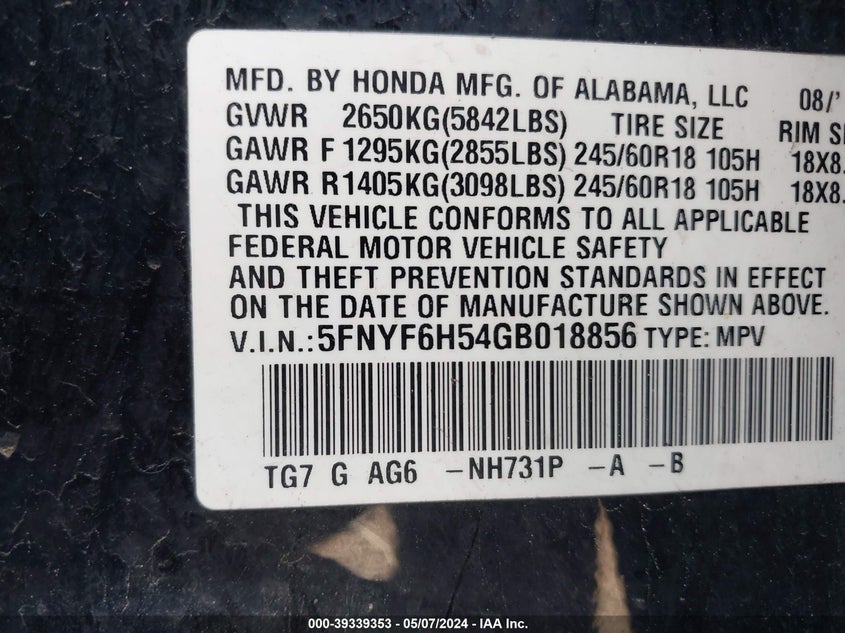 MFD. BY HONDA MFG. OF ALABAMA, LLC 08/'
GVWR 2650KG(5842LBS) TIRE SIZE RIM SI
GAWR F 1295KG(2855LBS) 245/60R18 105H 18X8.
GAWR R1405KG(3098LBS) 245/60R18 105H 18X8.
THIS VEHICLE CONFORMS TO ALL APPLICABLE
FEDERAL MOTOR VEHICLE SAFETY
AND THEFT PREVENTION STANDARDS IN EFFECT
ON THE DATE OF MANUFACTURE SHOWN ABOVE.
V.I.N.:5FNYF6H54GB018856 TYPE: MPV
TG7 G AG6 -NH731P -A -B
000-39339353 - 05/07/2024 - IAA Inc.